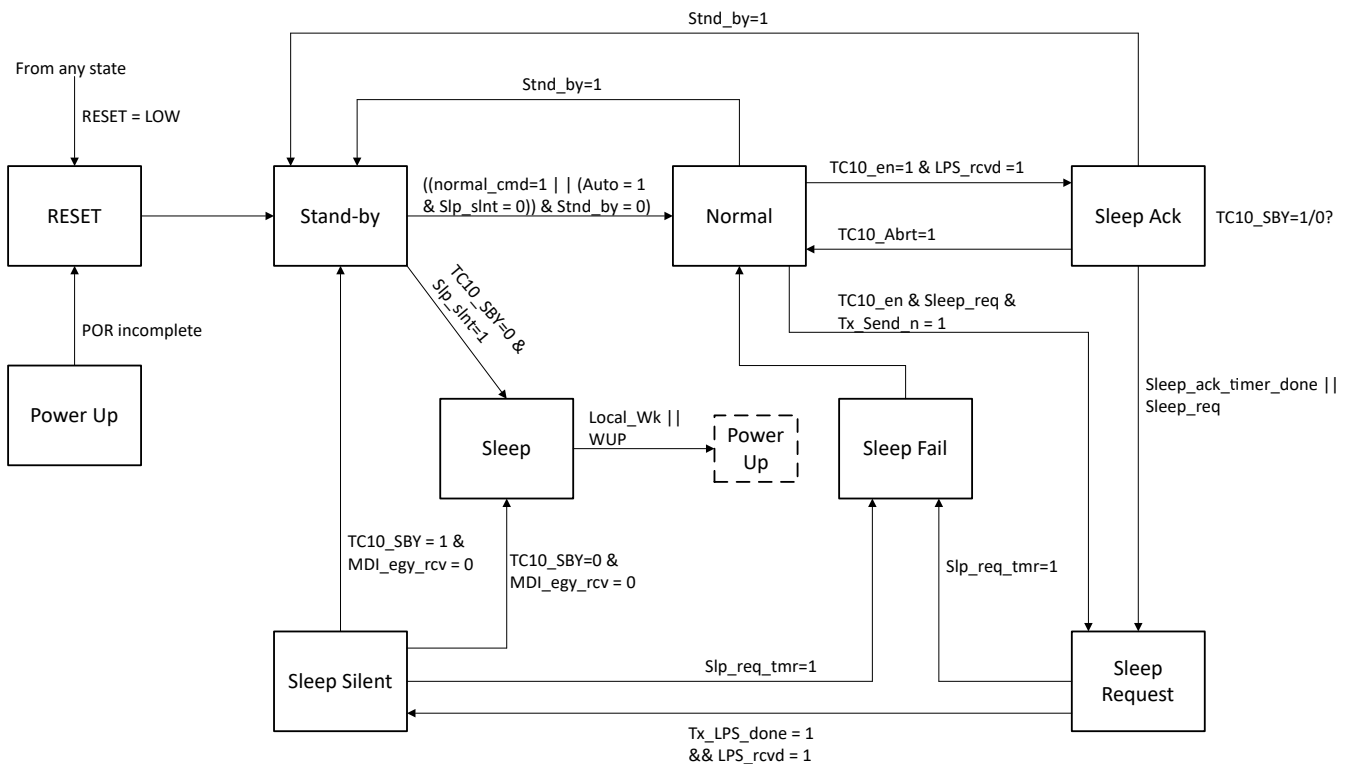 Stnd_by=1
From any state
Stnd_by=1
RESET = LOW
RESET
Stand-by
((normal_cmd=1 | | (Auto = 1
& Slp_slnt = 0)) & Stnd_by = 0)
Normal
TC10_en=1 & LPS_rcvd =1
TC10_Abrt=1
Sleep Ack
TC10_SBY=1/0?
TC10_SBY=0 &
Slp_slnt=1
TC10_en & Sleep_req &
Tx_Send_n = 1
POR incomplete
Power Up
Sleep
Local_Wk ||
WUP
Power
Up
Sleep Fail
Sleep_ack_timer_done ||
Sleep_req
TC10_SBY = 1 &
MDI_egy_rcv = 0
TC10_SBY=0 &
MDI_egy_rcv = 0
Slp_req_tmr=1
Sleep Silent
Slp_req_tmr=1
Sleep
Request
Tx_LPS_done = 1
&& LPS_rcvd = 1